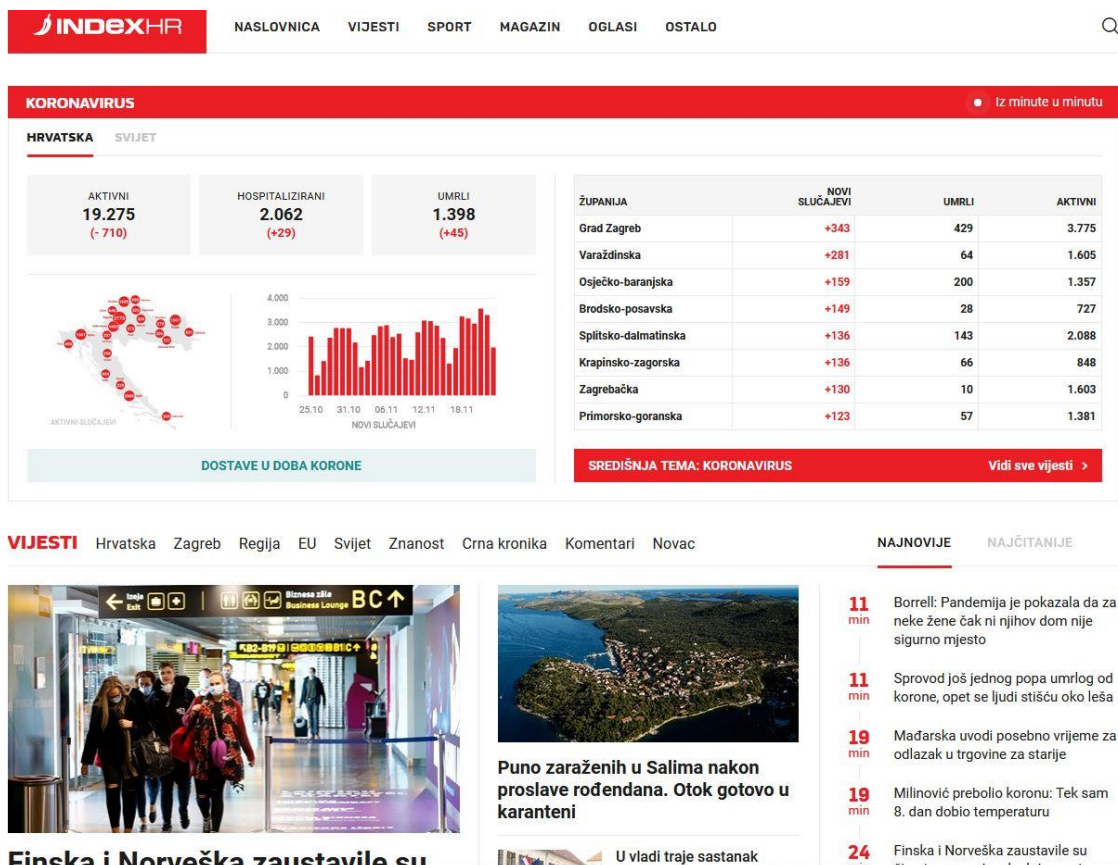 INDEXHR
NASLOVNICA VIJESTI SPORT MAGAZIN OGLASI OSTALO
KORONAVIRUS
Iz minute u minutu
HRVATSKA SVIJET
AKTIVNI
19.275
(- 710)
HOSPITALIZIRANI
2.062
(+29)
UMRLI
1.398
(+45)
4.000
3.000
2.000
1.000
0
25.10 31.10 06.11 12.11 18.11
NOVI SLUČAJEVI
AKTIVNI SLUČAJEVI
DOSTAVE U DOBA KORONE
ŽUPANIJA NOVI SLUČAJEVI UMRLI AKTIVNI
Grad Zagreb +343 429 3.775
Varaždinska +281 64 1.605
Osječko-baranjska +159 200 1.357
Brodsko-posavska +149 28 727
Splitsko-dalmatinska +136 143 2.088
Krapinsko-zagorska +136 66 848
Zagrebačka +130 10 1.603
Primorsko-goranska +123 57 1.381
SREDIŠNJA TEMA: KORONAVIRUS Vidi sve vijesti
VIJESTI Hrvatska Zagreb Regija EU Svijet Znanost Crna kronika Komentari Novac
NAJNOVIJE NAJČITANIJE
Izeja
Exit
Biznesa zāle
Business Lounge
BC
Finska i Norveška zaustavile su
Puno zaraženih u Salima nakon
proslave rođendana. Otok gotovo u
karanteni
U vladi traje sastanak
11 min
Borrell: Pandemija je pokazala da za
neke žene čak ni njihov dom nije
sigurno mjesto
11 min
Sprovod još jednog popa umrlog od
korone, opet se ljudi stišću oko leša
19 min
Mađarska uvodi posebno vrijeme za
odlazak u trgovine za starije
19 min
Milinović prebolio koronu: Tek sam
8. dan dobio temperaturu
24
Finska i Norveška zaustavile su